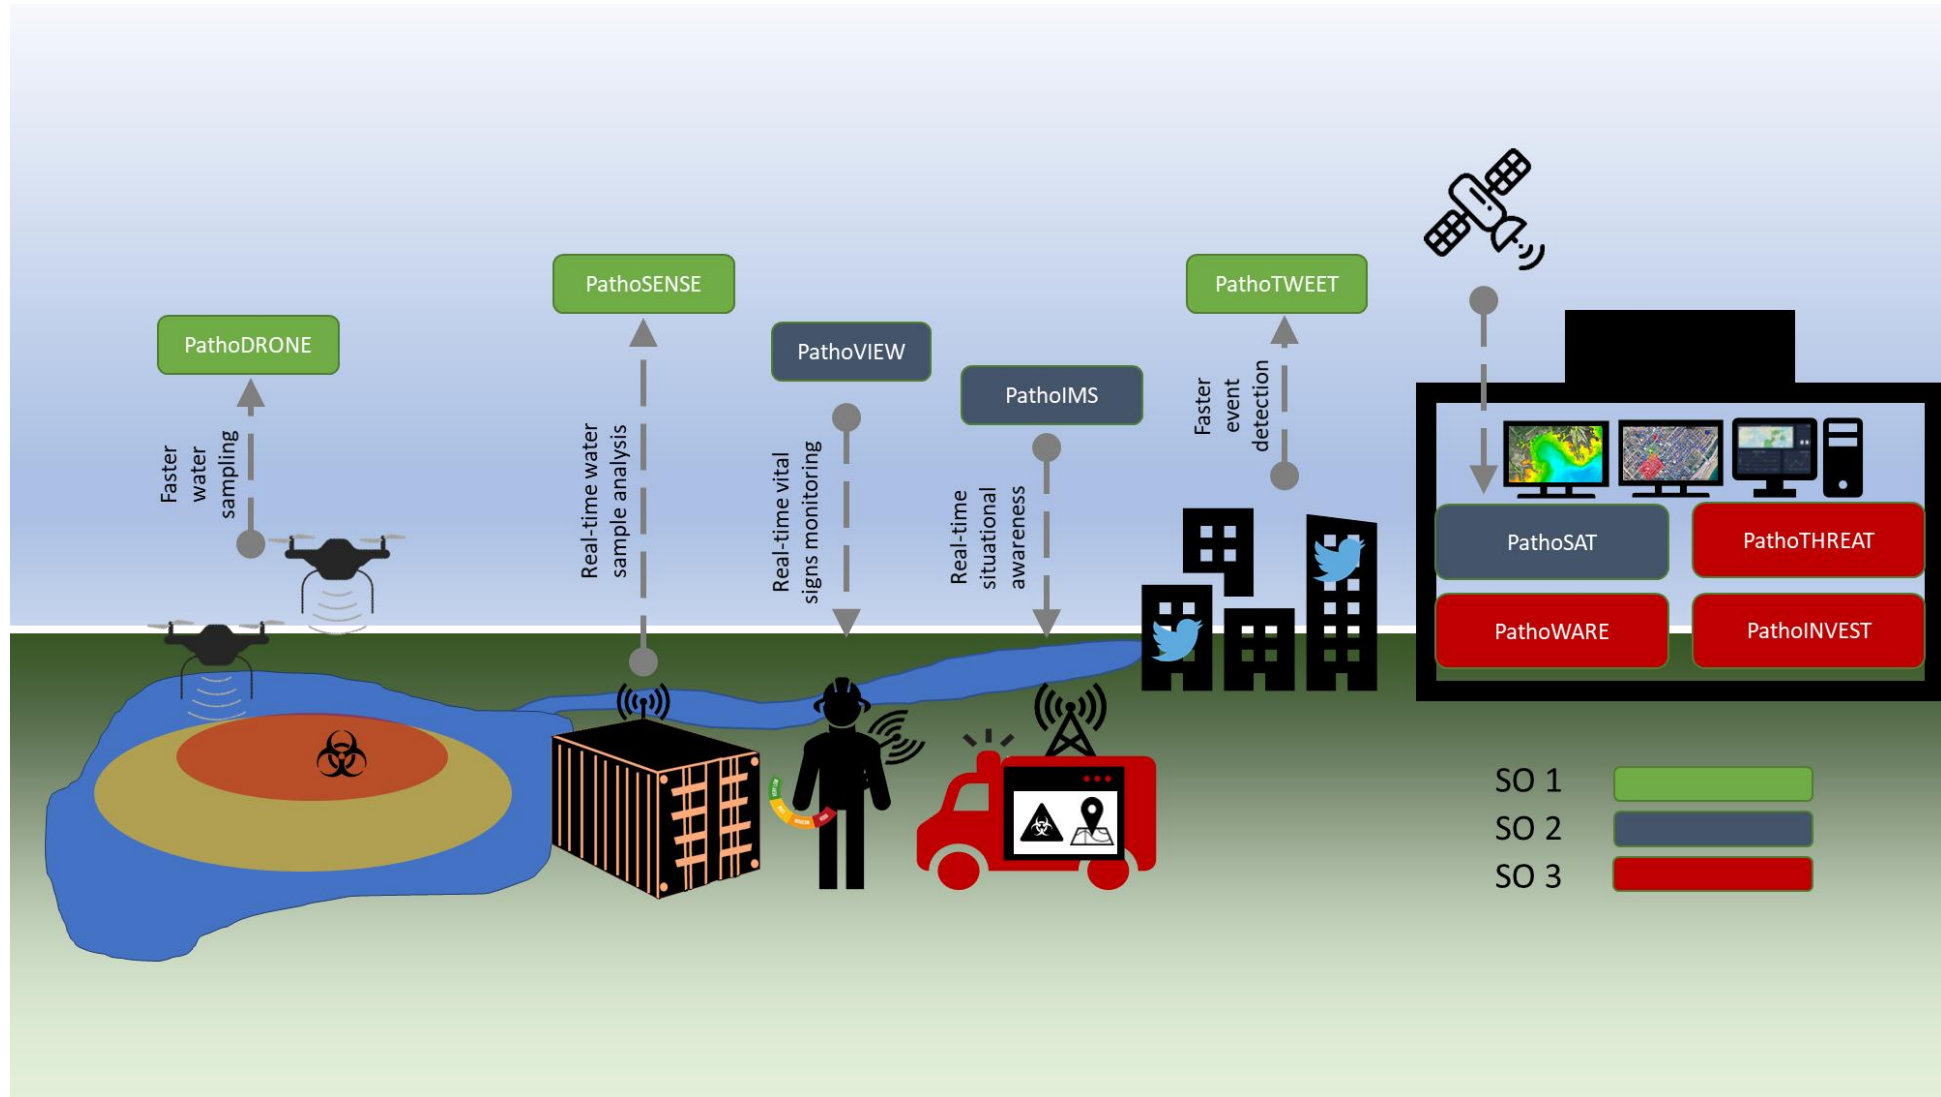 PathoDRONE
Faster
water
sampling
PathoSENSE
Real-time water
sample analysis
PathoVIEW
Real-time vital
signs monitoring
PathoIMS
Real-time
situational
awareness
PathoTWEET
Faster
event
detection
PathoSAT
PathoTHREAT
PathoWARE
PathoINVEST
SO 1
SO 2
SO 3